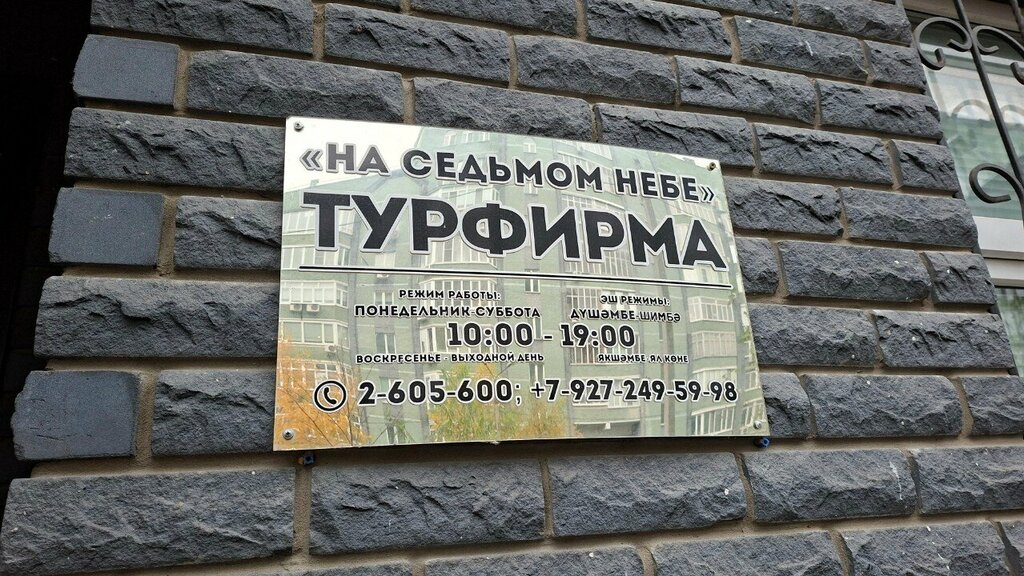 «НА СЕДЬМОМ НЕБЕ»
ТУРФИРМА
РЕЖИМ РАБОТЫ:
ПОНЕДЕЛЬНИК-СУББОТА
ЭШ РЕЖИМЫ:
ДҮШӘМБЕ-ШИМБӘ
10:00 - 19:00
ВОСКРЕСЕНЬЕ - ВЫХОДНОЙ ДЕНЬ
ЯКШӘМБЕ ЯЛ КӨНЕ
2-605-600; +7-927-249-59-98